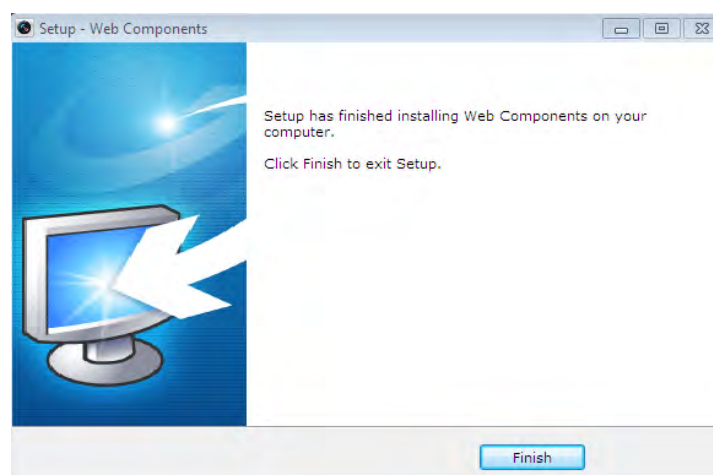 Setup - Web Components
Setup has finished installing Web Components on your
computer.
Click Finish to exit Setup.
Finish